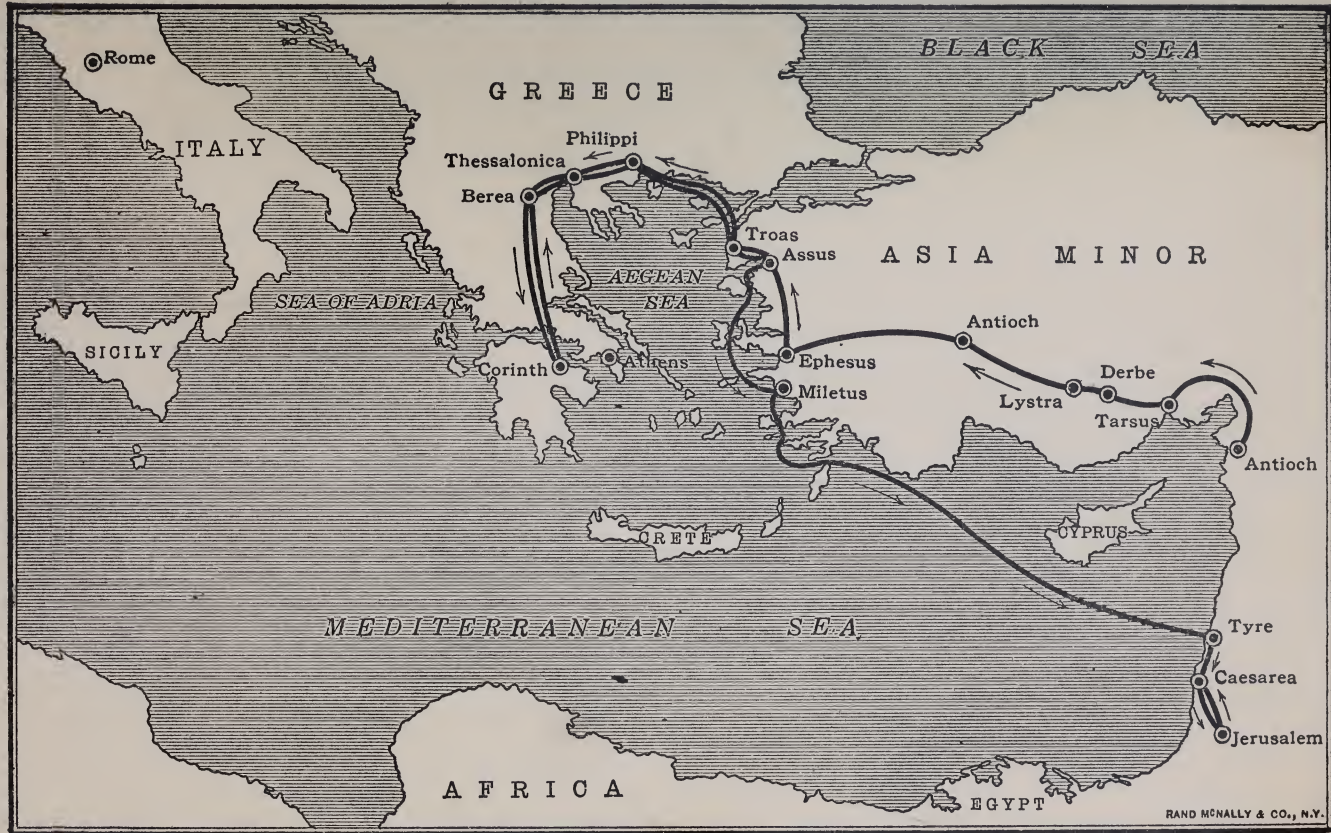 BLACK SEA
Rome
GREECE
ITALY
Philippi
Thessalonica
Berea
Troas
Assus
ASIA MINOR
AEGEAN
SEA
SEA OF ADRIA
Antioch
SICILY
Ephesus
Athens
Corinth
Derbe
Miletus
Lystra
Tarsus
Antioch
CRETE
CYPRUS
MEDITERRANEAN SEA
Tyre
Caesarea
Jerusalem
AFRICA
EGYPT
RAND MCNALLY & CO., N.Y.